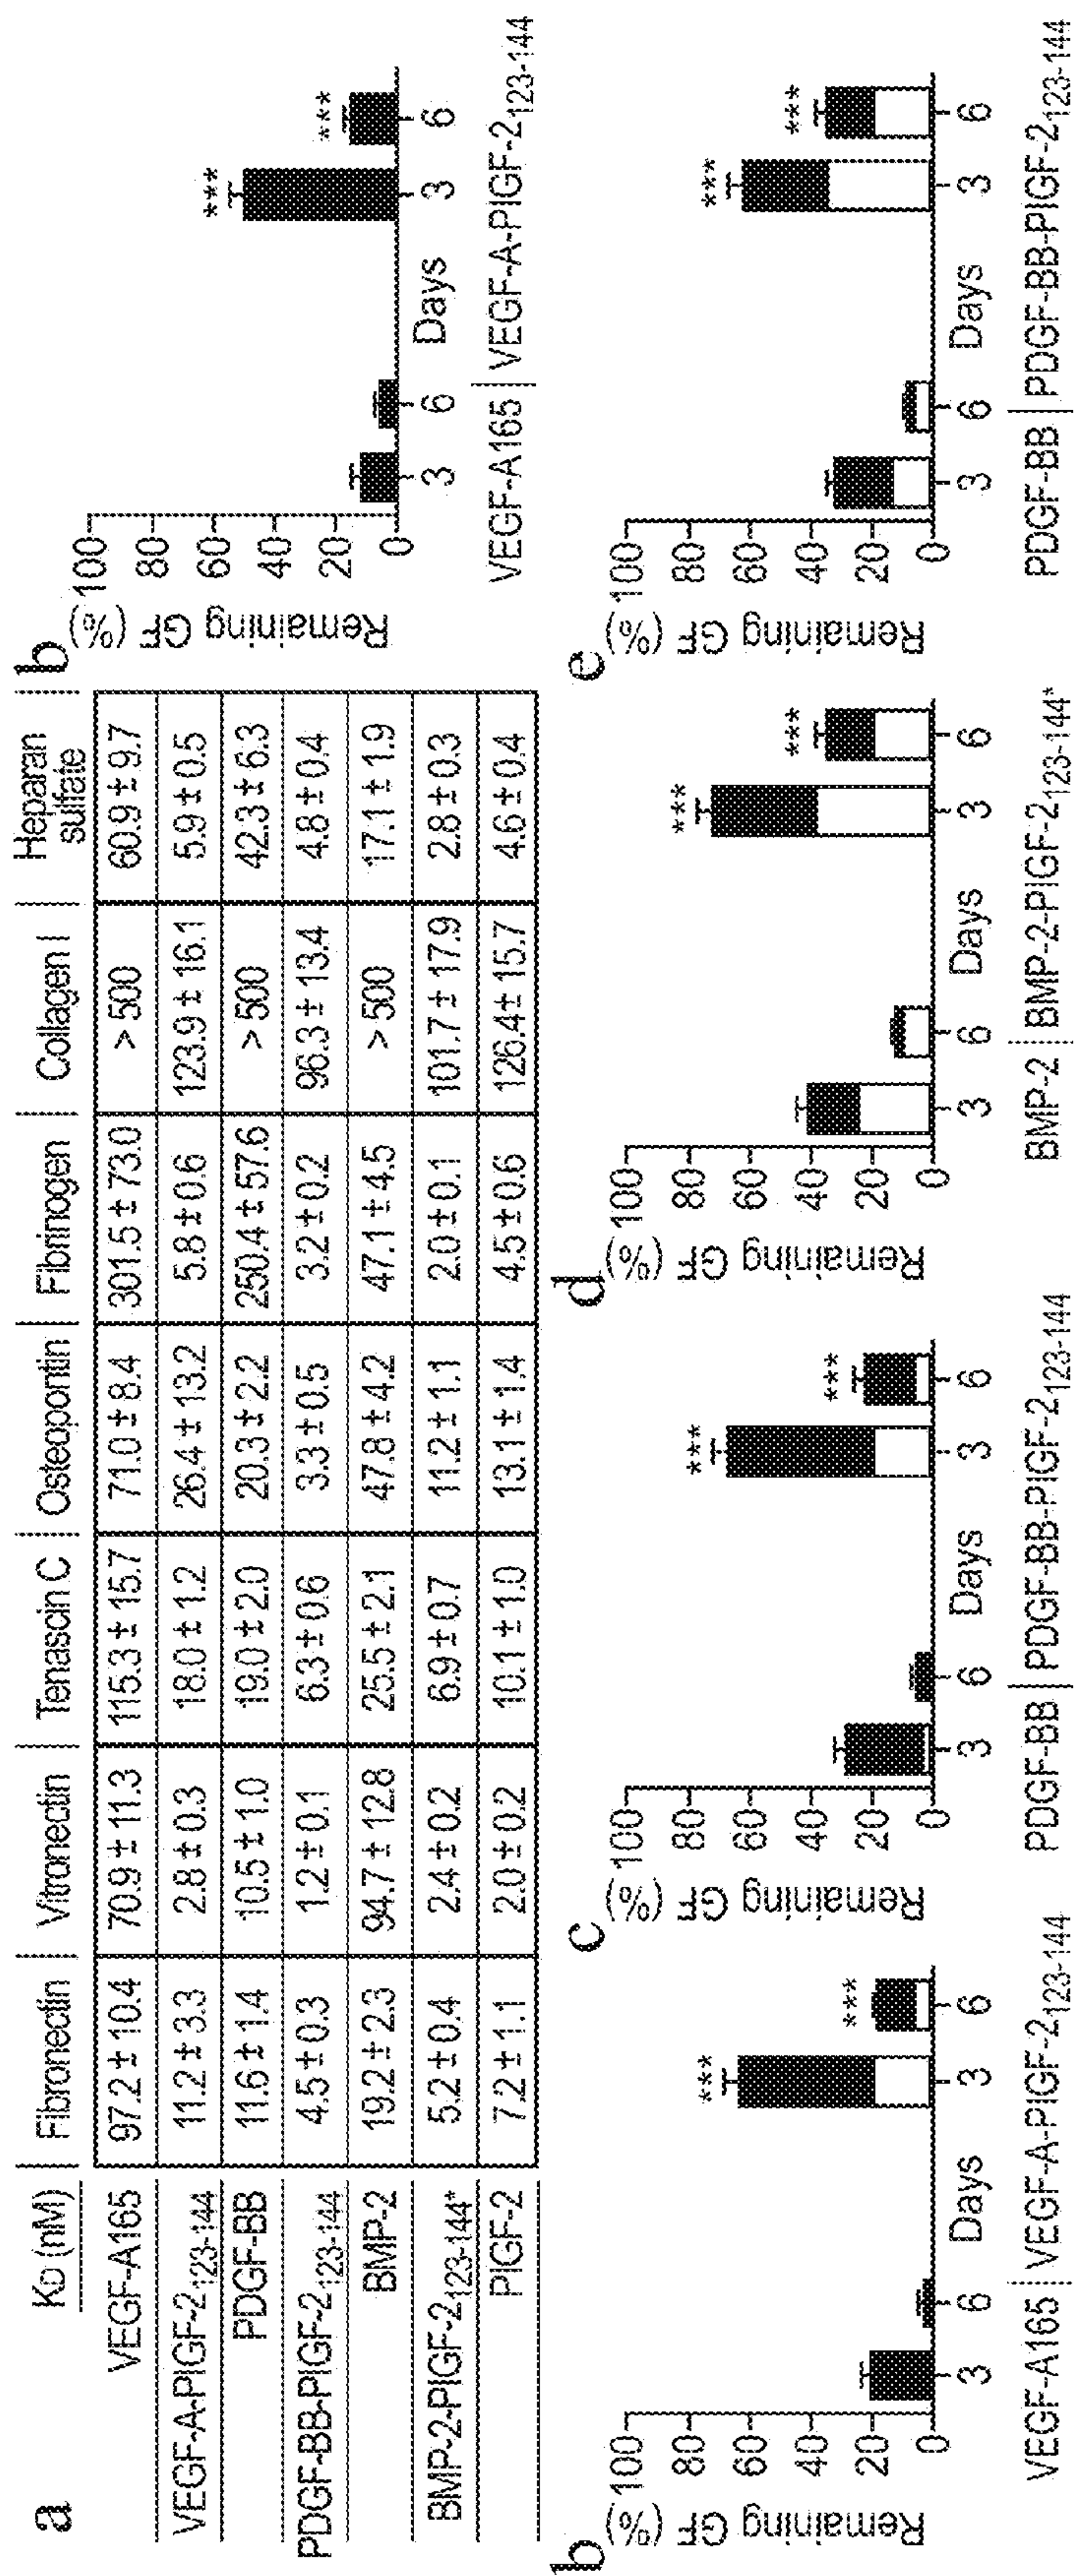 a
K_D (nM) Fibronectin Vitronectin Tenascin C Osteopontin Fibrinogen Collagen I Heparan sulfate
VEGF-A165 97.2 ± 10.4 70.9 ± 11.3 115.3 ± 15.7 71.0 ± 8.4 301.5 ± 73.0 > 500 60.9 ± 9.7
VEGF-A-PlGF-2123-144 11.2 ± 3.3 2.8 ± 0.3 18.0 ± 1.2 26.4 ± 13.2 5.8 ± 0.6 123.9 ± 16.1 5.9 ± 0.5
PDGF-BB 11.6 ± 1.4 10.5 ± 1.0 19.0 ± 2.0 20.3 ± 2.2 250.4 ± 57.6 > 500 42.3 ± 6.3
PDGF-BB-PlGF-2123-144 4.5 ± 0.3 1.2 ± 0.1 6.3 ± 0.6 3.3 ± 0.5 3.2 ± 0.2 96.3 ± 13.4 4.8 ± 0.4
BMP-2 19.2 ± 2.3 94.7 ± 12.8 25.5 ± 2.1 47.8 ± 4.2 47.1 ± 4.5 > 500 17.1 ± 1.9
BMP-2-PlGF-2123-144* 5.2 ± 0.4 2.4 ± 0.2 6.9 ± 0.7 11.2 ± 1.1 2.0 ± 0.1 101.7 ± 17.9 2.8 ± 0.3
PlGF-2 7.2 ± 1.1 2.0 ± 0.2 10.1 ± 1.0 13.1 ± 1.4 4.5 ± 0.6 126.4 ± 15.7 4.6 ± 0.4
b
Remaining GF
(%)
100
80
60
40
20
0
*** ***
3 6 Days 3 6
VEGF-A165 VEGF-A-PlGF-2123-144
b
Remaining GF
(%)
100
80
60
40
20
0
*** ***
3 6 Days 3 6
VEGF-A165 VEGF-A-PlGF-2123-144
c
Remaining GF
(%)
100
80
60
40
20
0
*** ***
3 6 Days 3 6
PDGF-BB PDGF-BB-PlGF-2123-144
d
Remaining GF
(%)
100
80
60
40
20
0
*** ***
3 6 Days 3 6
BMP-2 BMP-2-PlGF-2123-144*
e
Remaining GF
(%)
100
80
60
40
20
0
*** ***
3 6 Days 3 6
PDGF-BB PDGF-BB-PlGF-2123-144